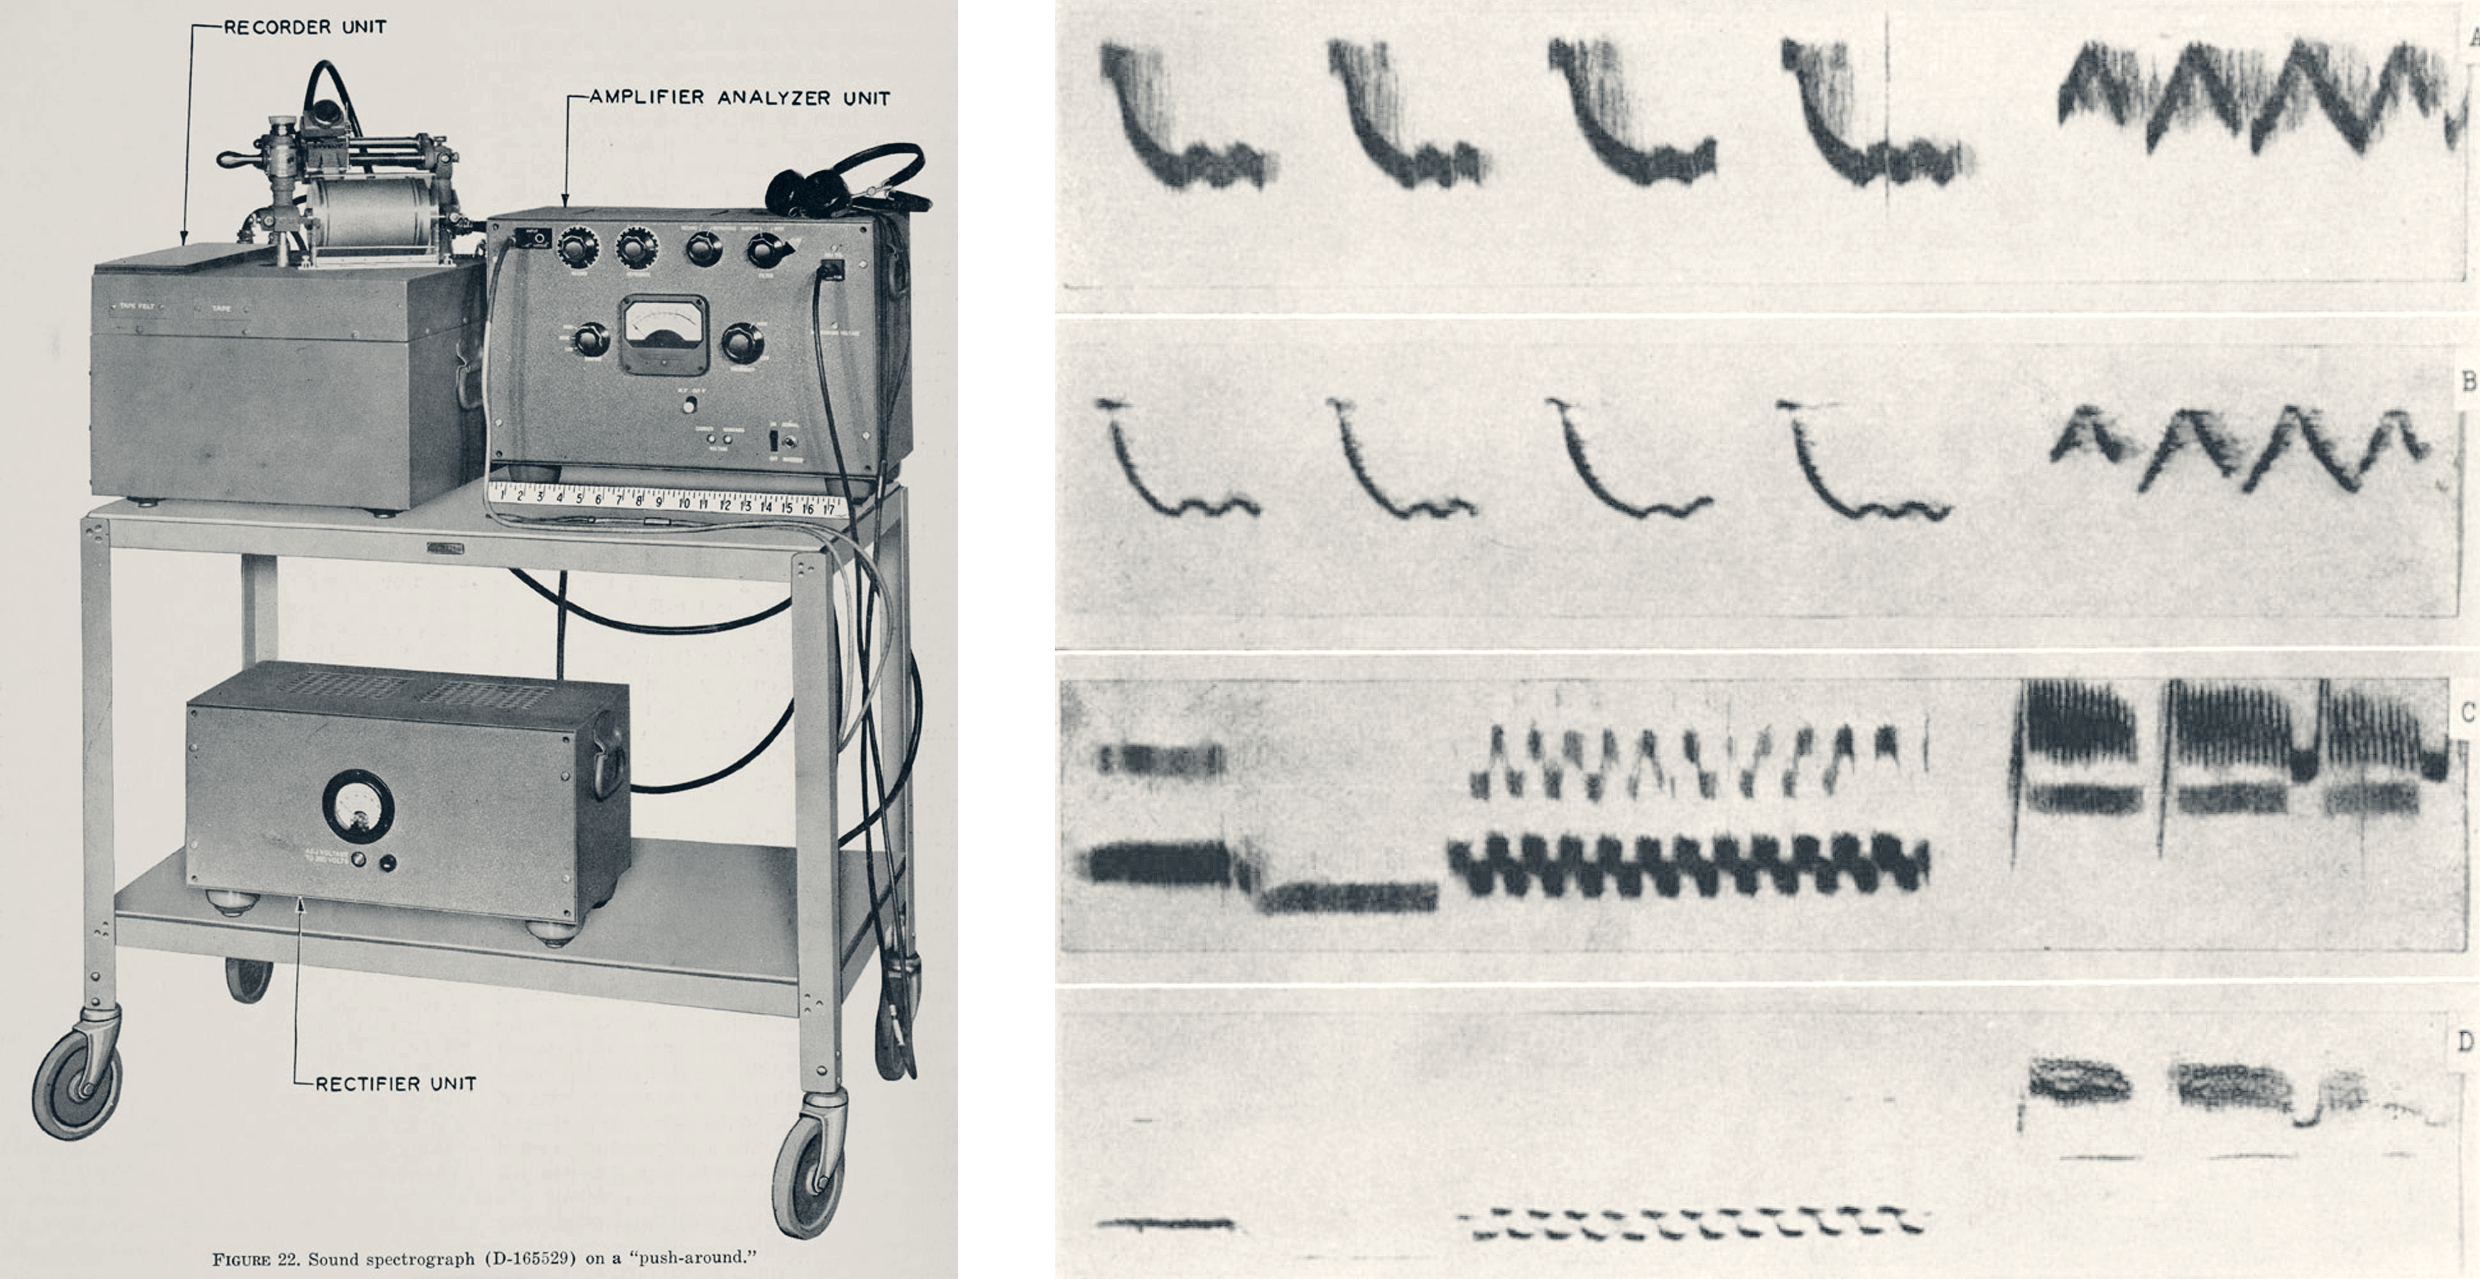 RECORDER UNIT
AMPLIFIER ANALYZER UNIT
TAPE FELT TAPE
1 2 3 4 5 6 7 8 9 10 11 12 13 14 15 16 17
RECTIFIER UNIT
FIGURE 22. Sound spectrograph (D-165529) on a “push-around.”
A
B
C
D